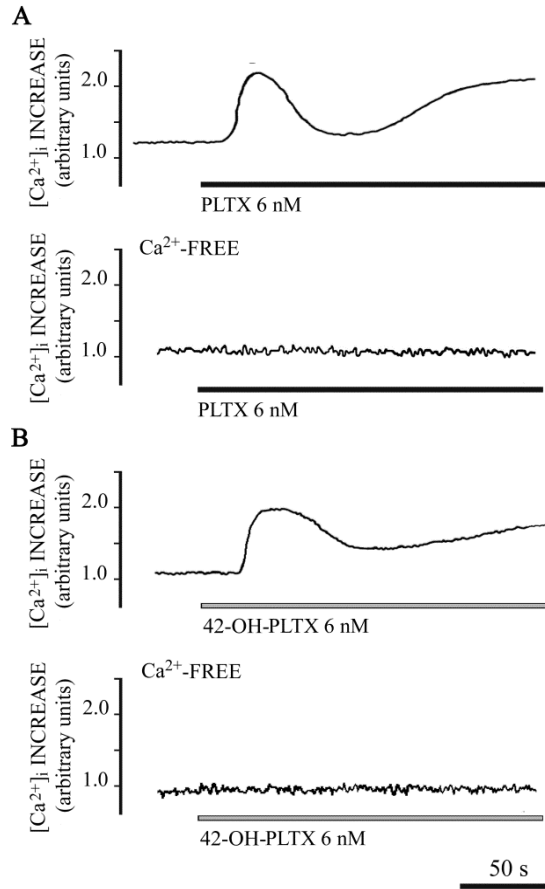 A
[Ca²⁺]ᵢ INCREASE
(arbitrary units)
2.0
1.0
PLTX 6 nM
Ca²⁺-FREE
[Ca²⁺]ᵢ INCREASE
(arbitrary units)
2.0
1.0
PLTX 6 nM
B
[Ca²⁺]ᵢ INCREASE
(arbitrary units)
2.0
1.0
42-OH-PLTX 6 nM
Ca²⁺-FREE
[Ca²⁺]ᵢ INCREASE
(arbitrary units)
2.0
1.0
42-OH-PLTX 6 nM
50 s